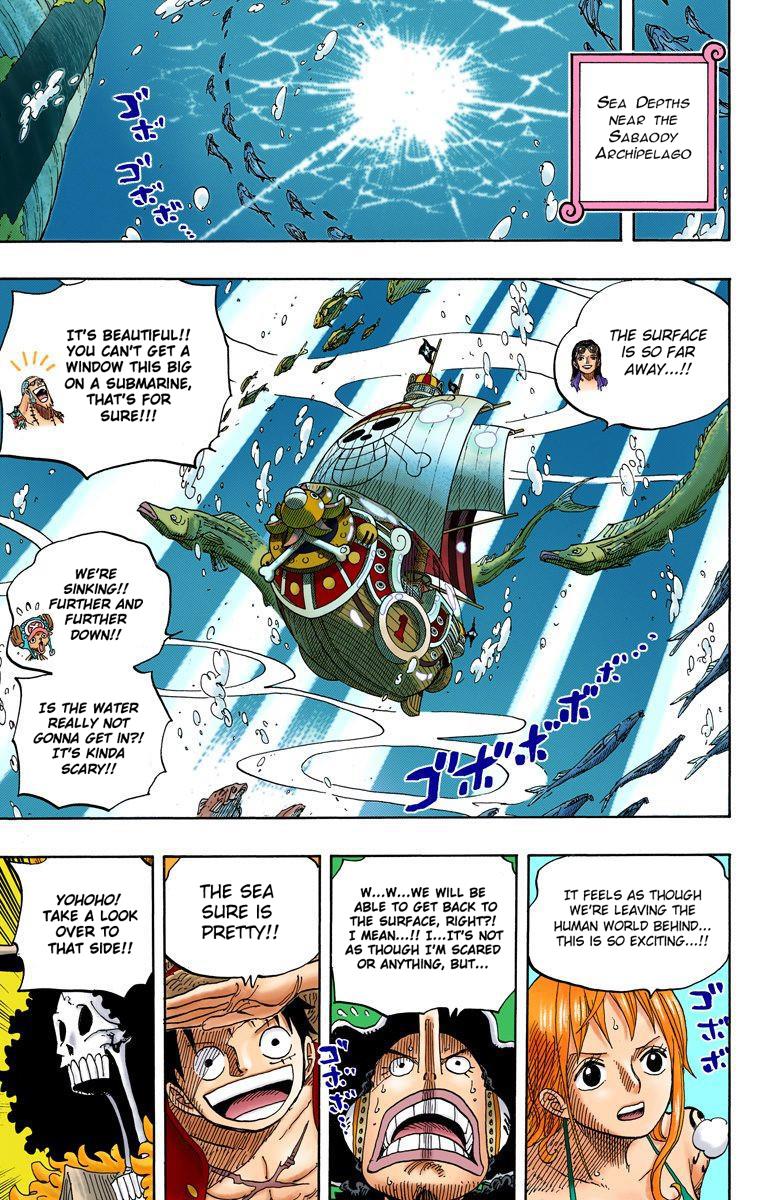 SEA DEPTHS
NEAR THE
SABAODY
ARCHIPELAGO
ゴボ
ゴボボ…
THE SURFACE
IS SO FAR
AWAY...!!
IT'S BEAUTIFUL!!
YOU CAN'T GET A
WINDOW THIS BIG
ON A SUBMARINE,
THAT'S FOR
SURE!!!
WE'RE
SINKING!!
FURTHER AND
FURTHER
DOWN!!
IS THE WATER
REALLY NOT
GONNA GET IN?!
IT'S KINDA
SCARY!!
1
ゴボボボボボ…
IT FEELS AS THOUGH
WE'RE LEAVING THE
HUMAN WORLD BEHIND...
THIS IS SO EXCITING...!!
ゴボボ
W...W...WE WILL BE
ABLE TO GET BACK TO
THE SURFACE, RIGHT?!
I MEAN...!! I...IT'S NOT
AS THOUGH I'M SCARED
OR ANYTHING, BUT...
ゴボボ
THE SEA
SURE IS
PRETTY!!
YOHOHO!
TAKE A LOOK
OVER TO
THAT SIDE!!